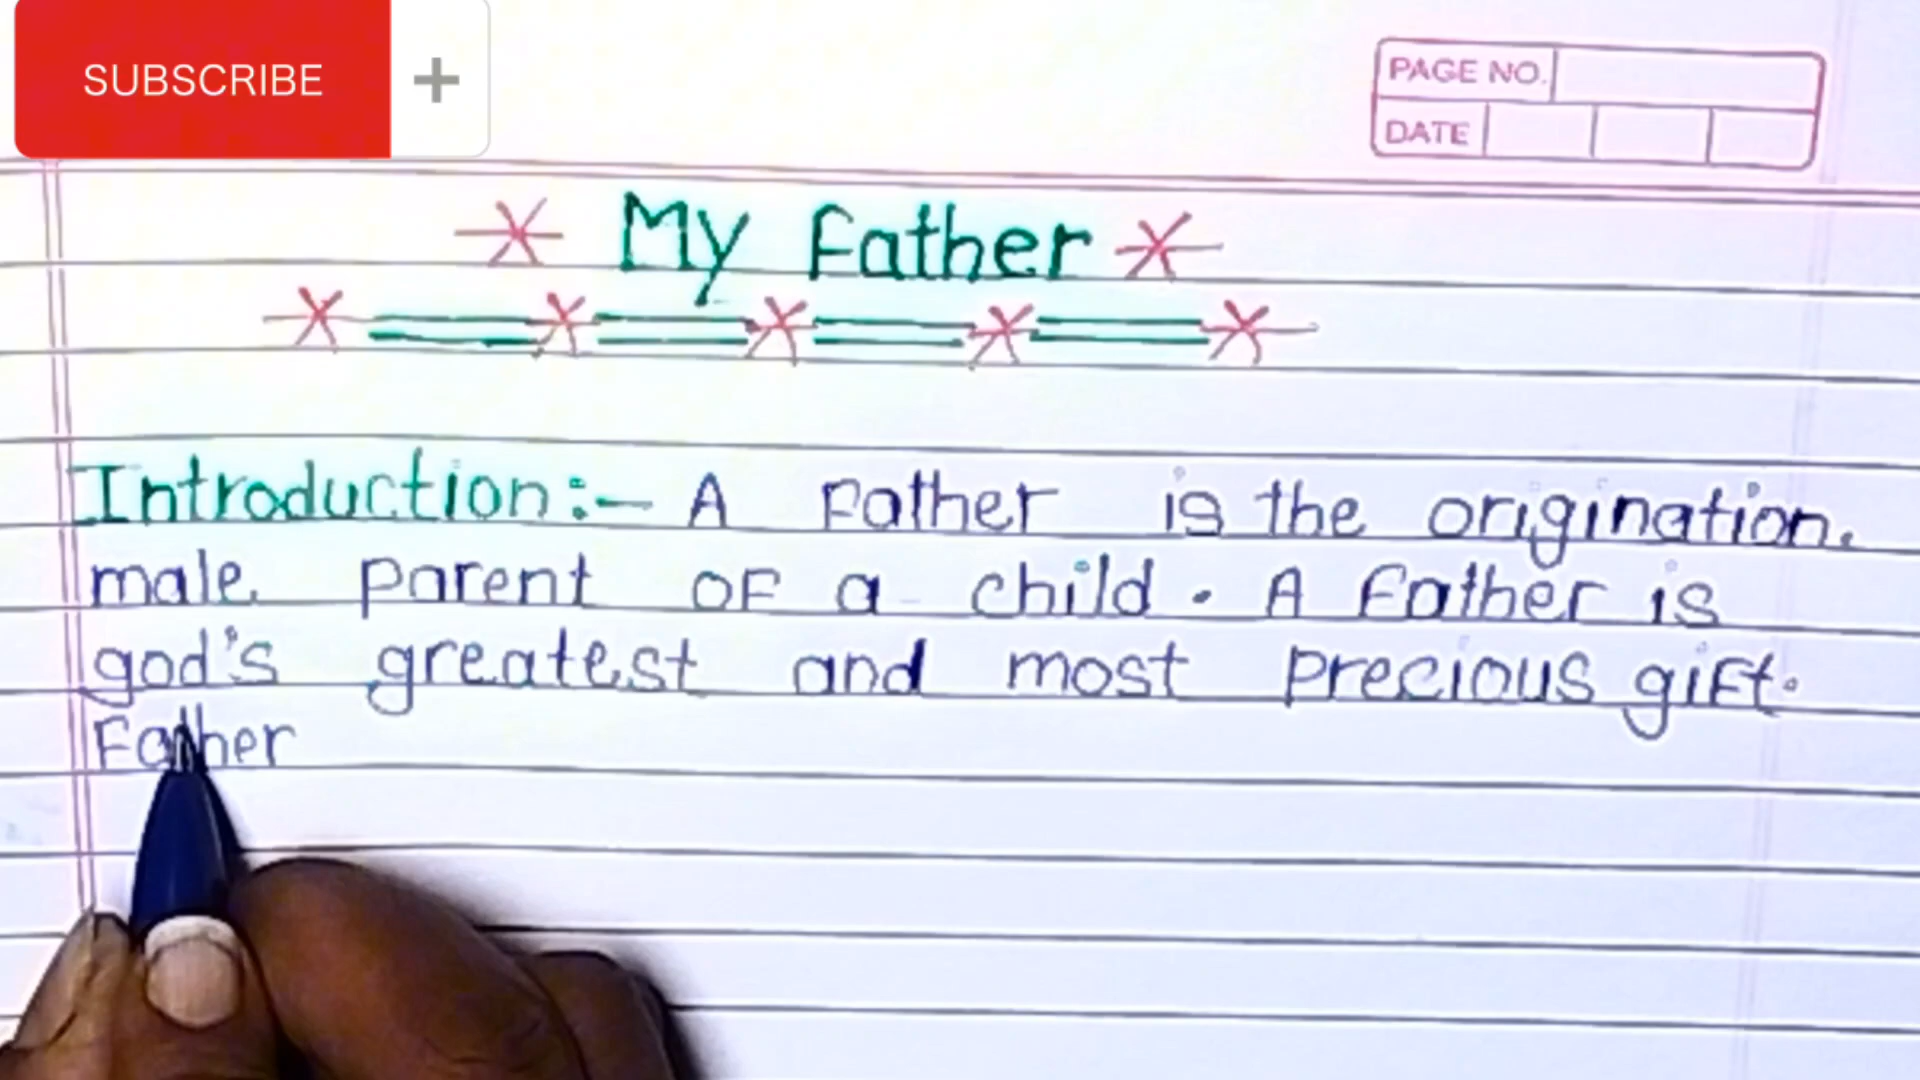 SUBSCRIBE +
PAGE NO.
DATE
My Father
Introduction:- A Father is the origination.
male parent of a child. A Father is
god's greatest and most precious gift.
Father